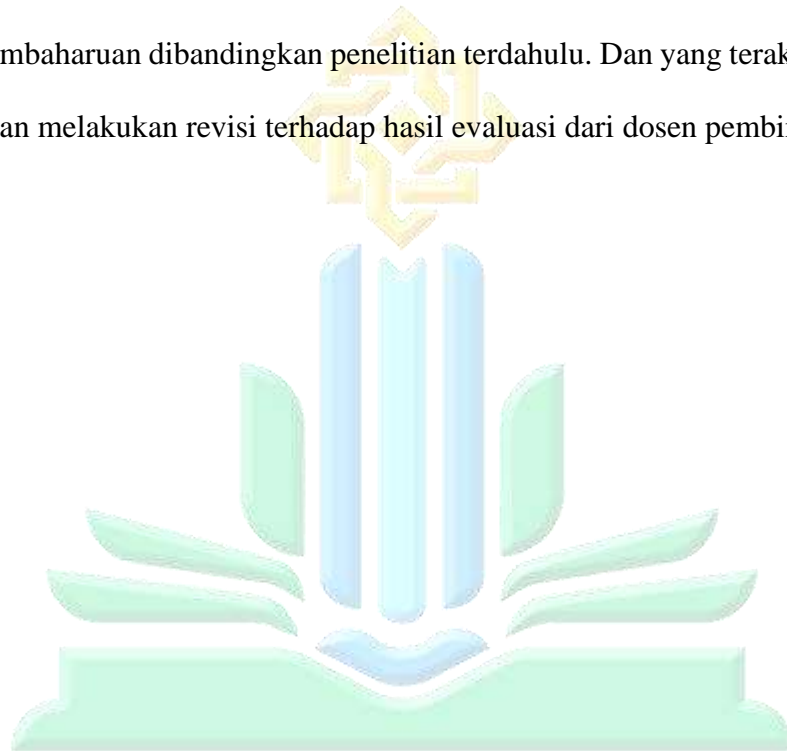 mbaharuan dibandingkan penelitian terdahulu. Dan yang terak
an melakukan revisi terhadap hasil evaluasi dari dosen pembi